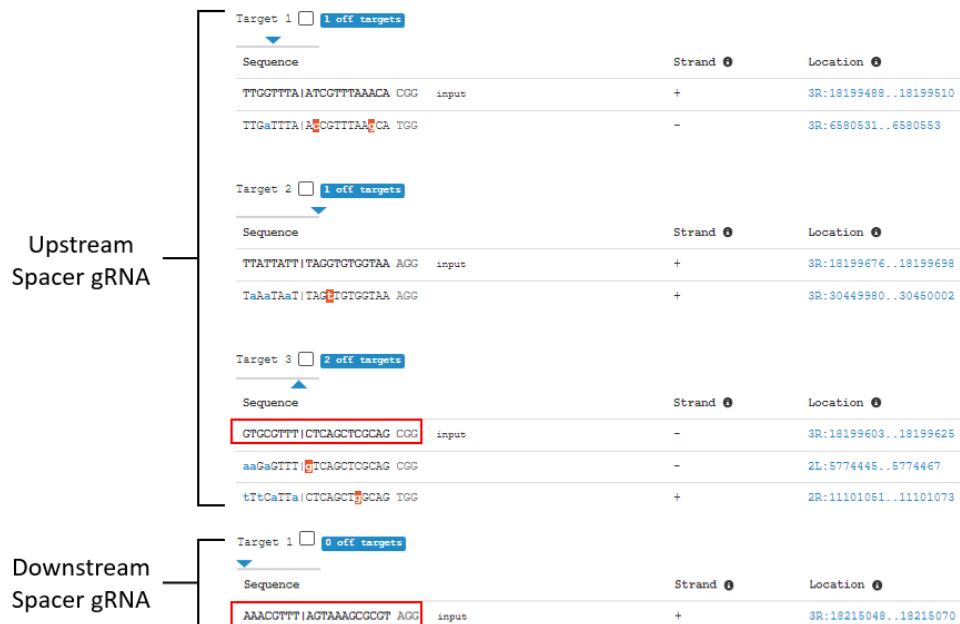 Target 1 1 off targets
Sequence Strand Location
TTGGTTTA|ATCGTTTAAACA CGG input + 3R:18199488..18199510
TTGaTTTA|AcCGTTTAAgCA TGG - 3R:6580531..6580553
Target 2 1 off targets
Sequence Strand Location
TTATTATT|TAGGTGTGGTAA AGG input + 3R:18199676..18199698
TaAaTAaT|TAGtTGTGGTAA AGG + 3R:30449980..30450002
Upstream
Spacer gRNA
Target 3 2 off targets
Sequence Strand Location
GTGCGTTT|CTCAGCTCGCAG CGG input - 3R:18199603..18199625
aaGaGTTT|gTCAGCTCGCAG CGG - 2L:5774445..5774467
tTtCaTTa|CTCAGCTgGCAG TGG + 2R:11101051..11101073
Downstream
Spacer gRNA
Target 1 0 off targets
Sequence Strand Location
AAACGTTT|AGTAAAGCGCGT AGG input + 3R:18215048..18215070